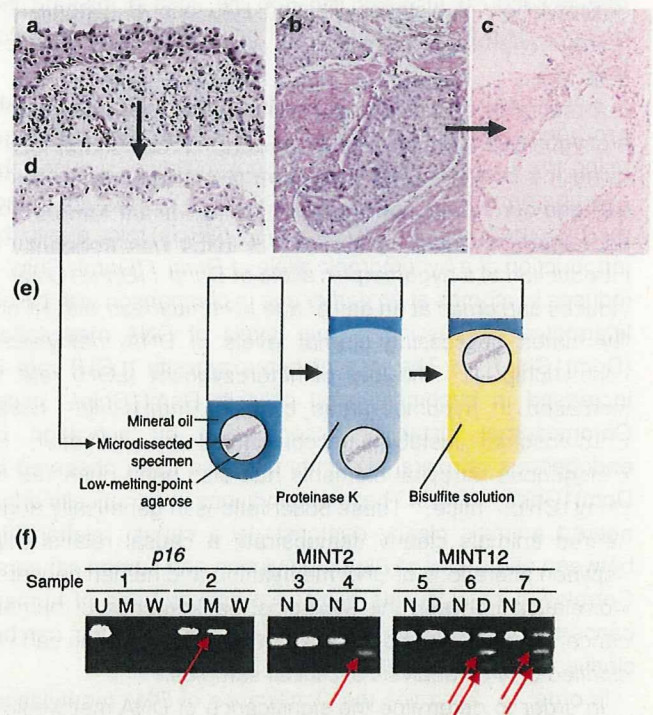 a
b
c
d
(e)
Mineral oil
Microdissected
specimen
Low-melting-point
agarose
Proteinase K
Bisulfite solution
(f)
p16
MINT2
MINT12
Sample 1 2 3 4 5 6 7
U M W U M W N D N D N D N D N D